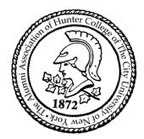 The Alumni Association of Hunter College of The City University of New York
1872